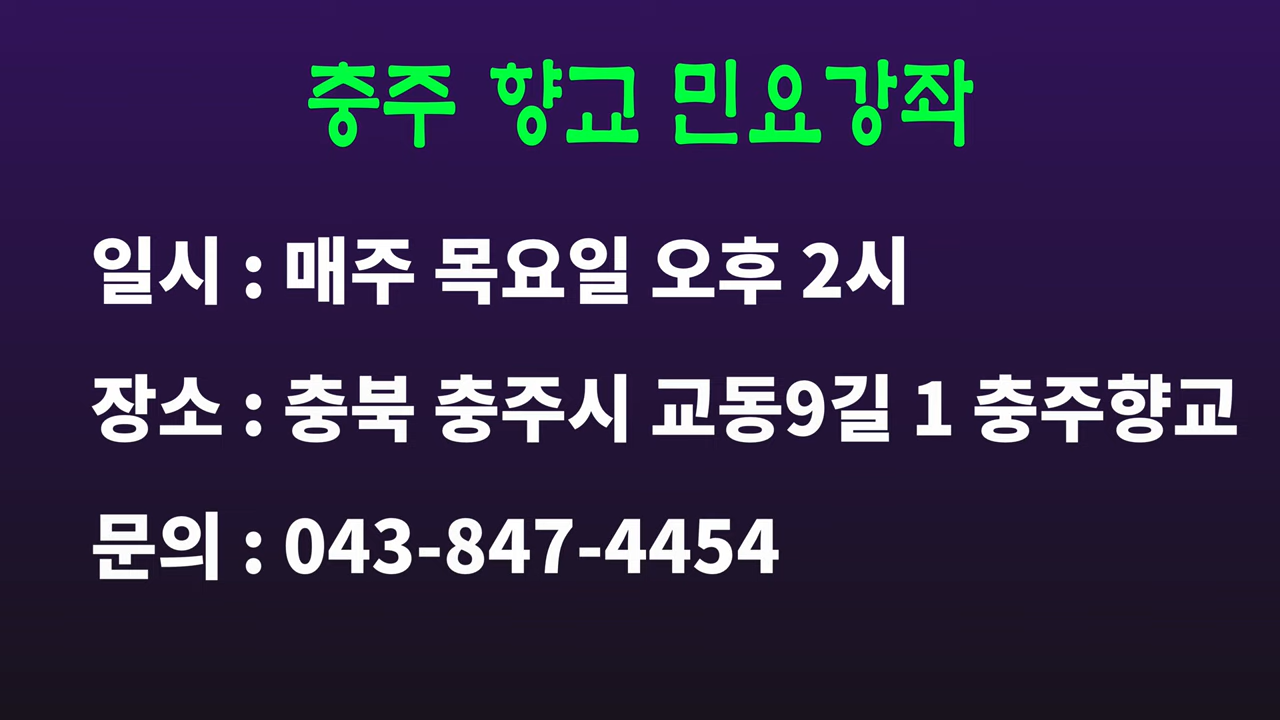 충주 향교 민요강좌
일시 : 매주 목요일 오후 2시
장소 : 충북 충주시 교동9길 1 충주향교
문의 : 043-847-4454